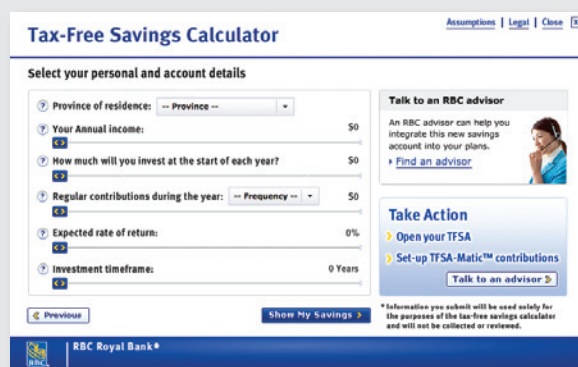 Assumptions | Legal | Close
Tax-Free Savings Calculator
Select your personal and account details
Province of residence: -- Province --
Your Annual income: $0
How much will you invest at the start of each year? $0
Regular contributions during the year: -- Frequency -- $0
Expected rate of return: 0%
Investment timeframe: 0 Years
Previous
Show My Savings
Talk to an RBC advisor
An RBC advisor can help you
integrate this new savings
account into your plans.
Find an advisor
Take Action
Open your TFSA
Set-up TFSA-Matic™ contributions
Talk to an advisor
* Information you submit will be used solely for
the purposes of the tax-free savings calculator
and will not be collected or reviewed.
RBC
RBC Royal Bank®